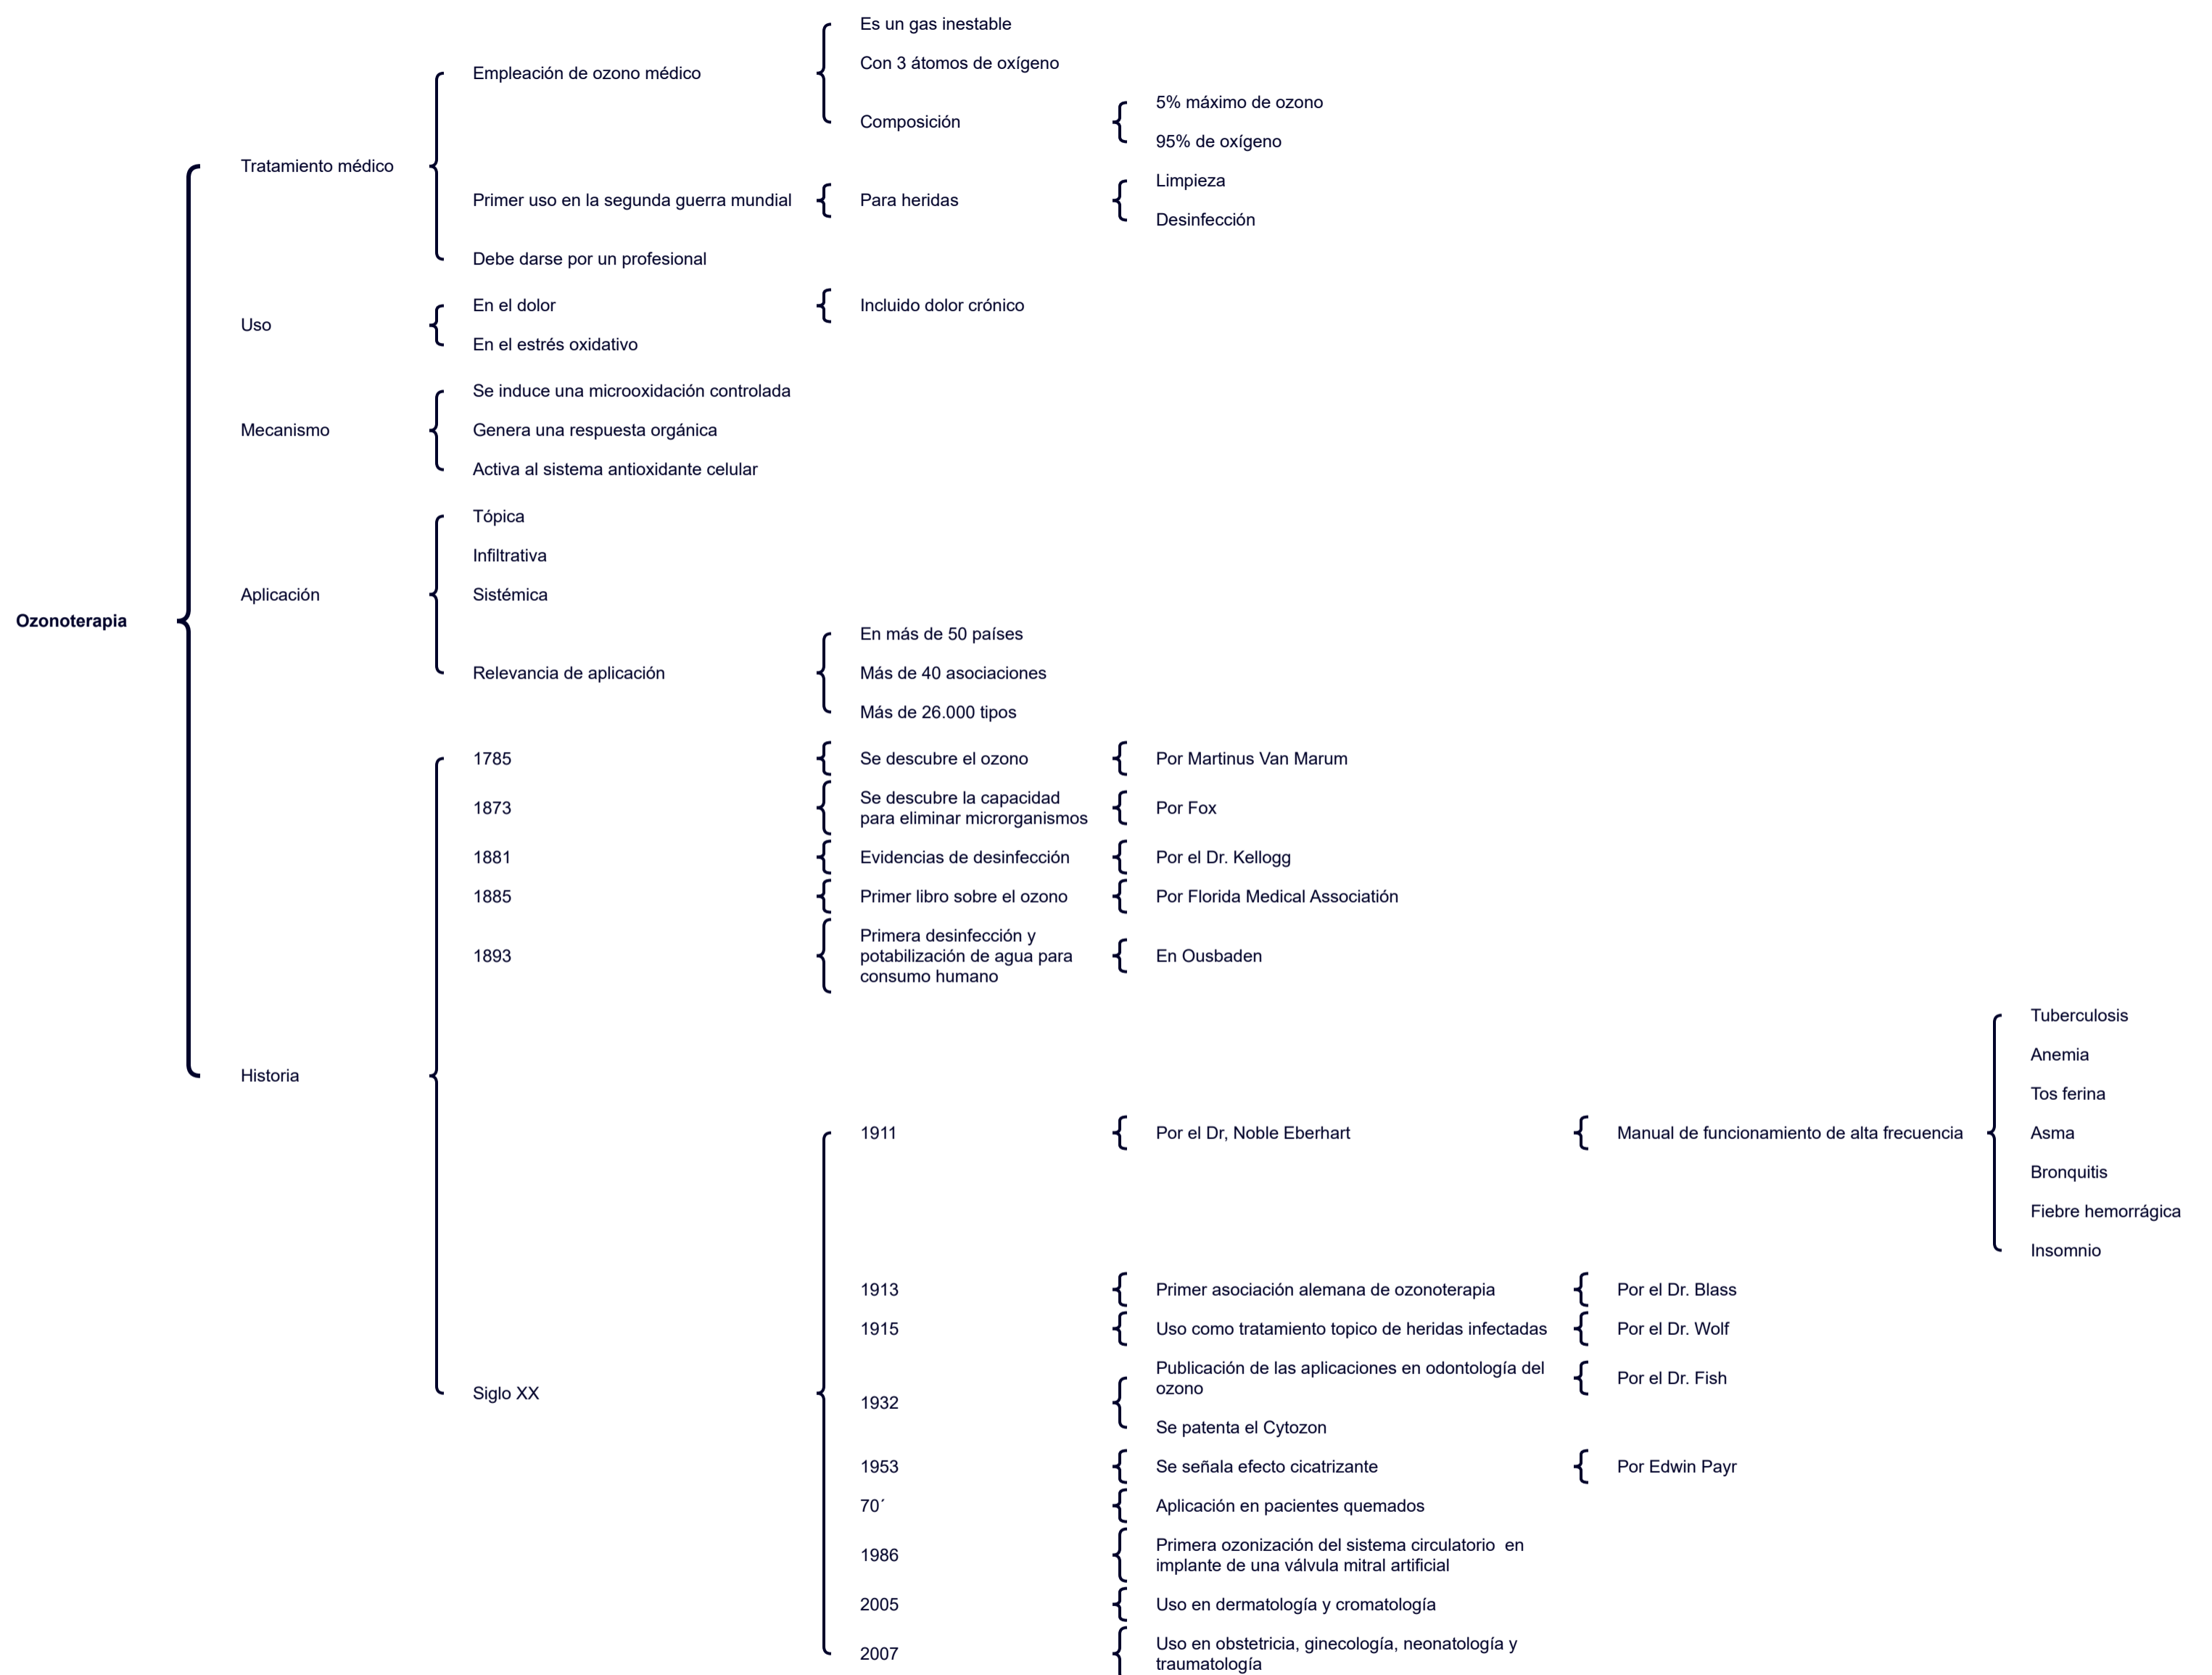 Ozonoterapia
Tratamiento médico
Empleación de ozono médico
Es un gas inestable
Con 3 átomos de oxígeno
Composición
5% máximo de ozono
95% de oxígeno
Primer uso en la segunda guerra mundial
Para heridas
Limpieza
Desinfección
Debe darse por un profesional
Uso
En el dolor
Incluido dolor crónico
En el estrés oxidativo
Mecanismo
Se induce una microoxidación controlada
Genera una respuesta orgánica
Activa al sistema antioxidante celular
Aplicación
Tópica
Infiltrativa
Sistémica
Relevancia de aplicación
En más de 50 países
Más de 40 asociaciones
Más de 26.000 tipos
Historia
1785
Se descubre el ozono
Por Martinus Van Marum
1873
Se descubre la capacidad
para eliminar microrganismos
Por Fox
1881
Evidencias de desinfección
Por el Dr. Kellogg
1885
Primer libro sobre el ozono
Por Florida Medical Associatión
1893
Primera desinfección y
potabilización de agua para
consumo humano
En Ousbaden
Siglo XX
1911
Por el Dr, Noble Eberhart
Manual de funcionamiento de alta frecuencia
Tuberculosis
Anemia
Tos ferina
Asma
Bronquitis
Fiebre hemorrágica
Insomnio
1913
Primer asociación alemana de ozonoterapia
Por el Dr. Blass
1915
Uso como tratamiento topico de heridas infectadas
Por el Dr. Wolf
1932
Publicación de las aplicaciones en odontología del
ozono
Por el Dr. Fish
Se patenta el Cytozon
1953
Se señala efecto cicatrizante
Por Edwin Payr
70´
Aplicación en pacientes quemados
1986
Primera ozonización del sistema circulatorio  en
implante de una válvula mitral artificial
2005
Uso en dermatología y cromatología
2007
Uso en obstetricia, ginecología, neonatología y
traumatología